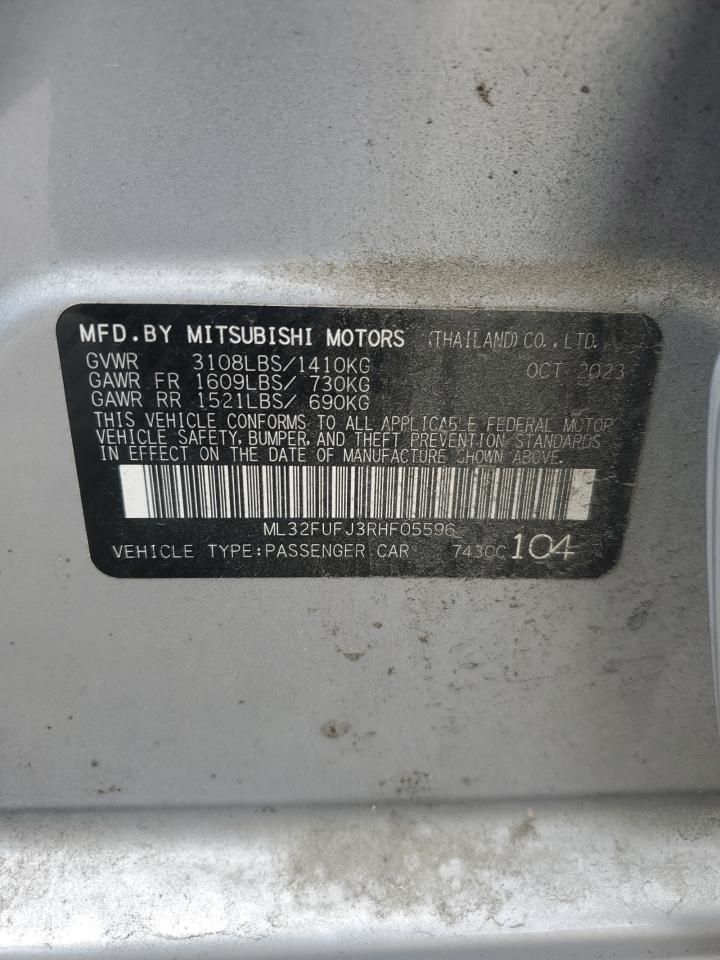 MFD.BY MITSUBISHI MOTORS (THAILAND) CO.,LTD.
GVWR 3108LBS/1410KG OCT 2023
GAWR FR 1609LBS/ 730KG
GAWR RR 1521LBS/ 690KG
THIS VEHICLE CONFORMS TO ALL APPLICABLE FEDERAL MOTOR
VEHICLE SAFETY, BUMPER, AND THEFT PREVENTION STANDARDS
IN EFFECT ON THE DATE OF MANUFACTURE SHOWN ABOVE.
ML32FUFJ3RHF05596
VEHICLE TYPE:PASSENGER CAR 7430C 104